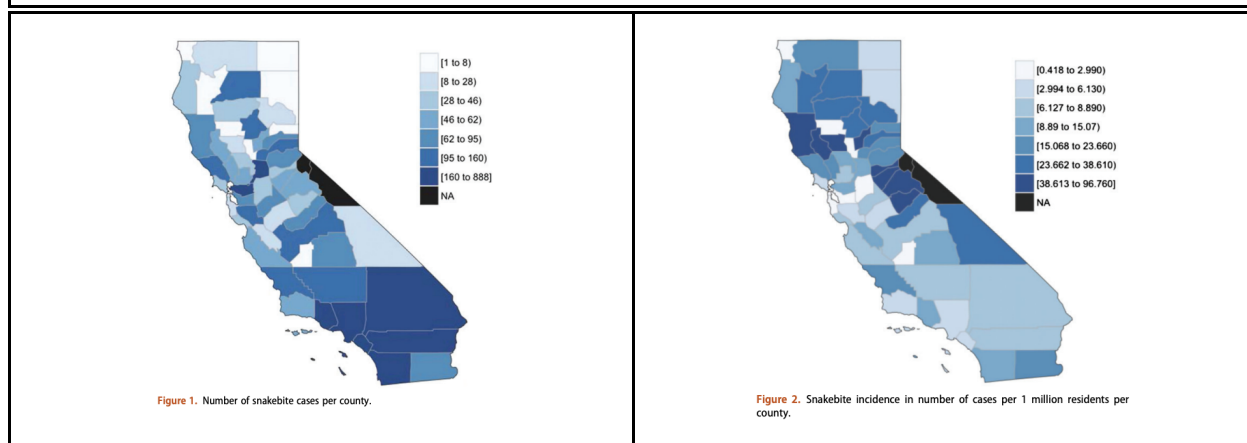 [1 to 8)
[8 to 28)
[28 to 46)
[46 to 62)
[62 to 95)
[95 to 160)
[160 to 888]
NA
Figure 1. Number of snakebite cases per county.
[0.418 to 2.990)
[2.994 to 6.130)
[6.127 to 8.890)
[8.89 to 15.07)
[15.068 to 23.660)
[23.662 to 38.610)
[38.613 to 96.760]
NA
Figure 2. Snakebite incidence in number of cases per 1 million residents per
county.